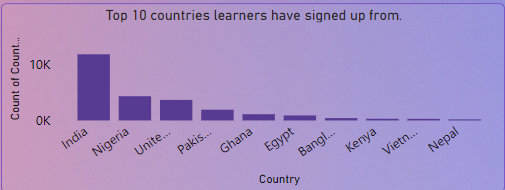 Top 10 countries learners have signed up from.
Count of Count...
10K
0K
India
Nigeria
Unite...
Pakis...
Ghana
Egypt
Bangl...
Kenya
Vietn...
Nepal
Country